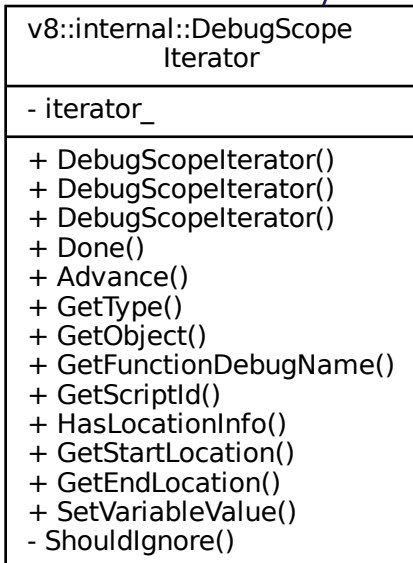 v8::internal::DebugScope
Iterator
- iterator_
+ DebugScopeIterator()
+ DebugScopeIterator()
+ DebugScopeIterator()
+ Done()
+ Advance()
+ GetType()
+ GetObject()
+ GetFunctionDebugName()
+ GetScriptId()
+ HasLocationInfo()
+ GetStartLocation()
+ GetEndLocation()
+ SetVariableValue()
- ShouldIgnore()